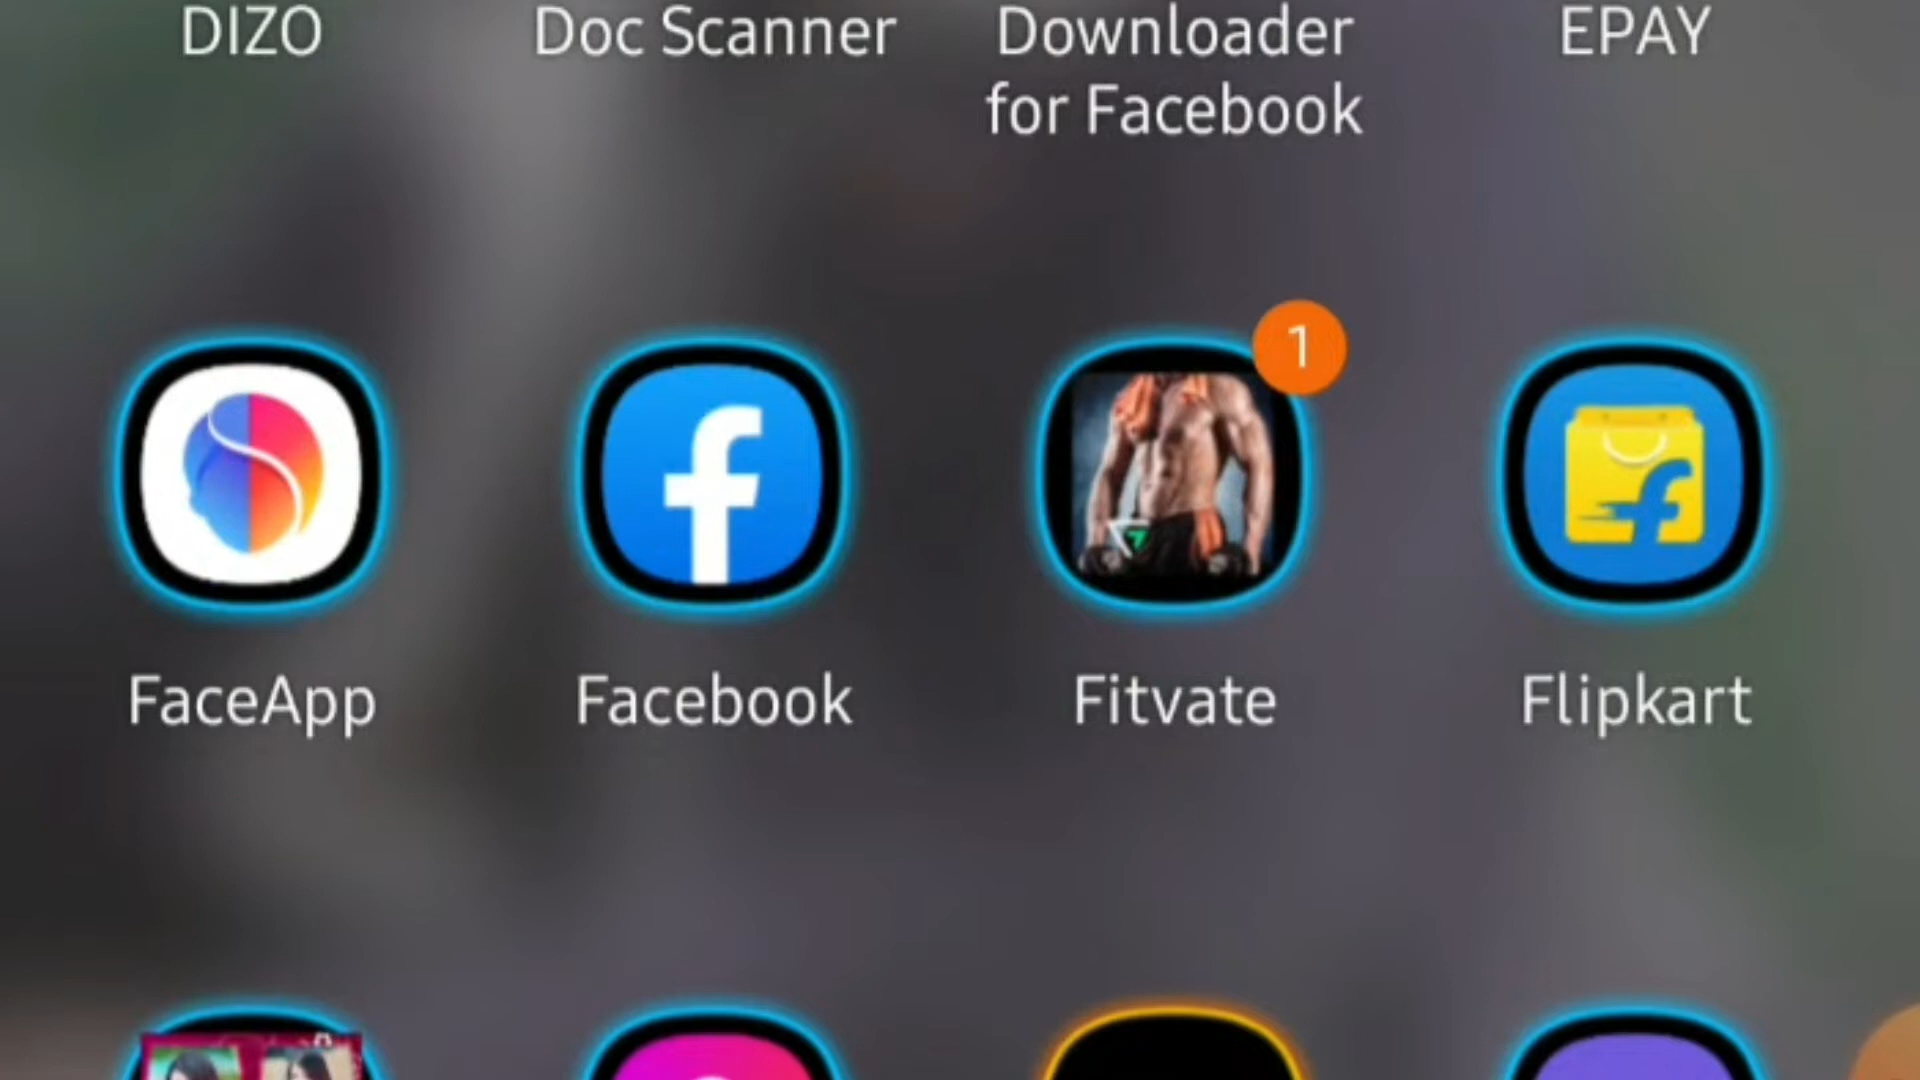 DIZO
Doc Scanner
Downloader
for Facebook
EPAY
1
FaceApp
Facebook
Fitvate
Flipkart